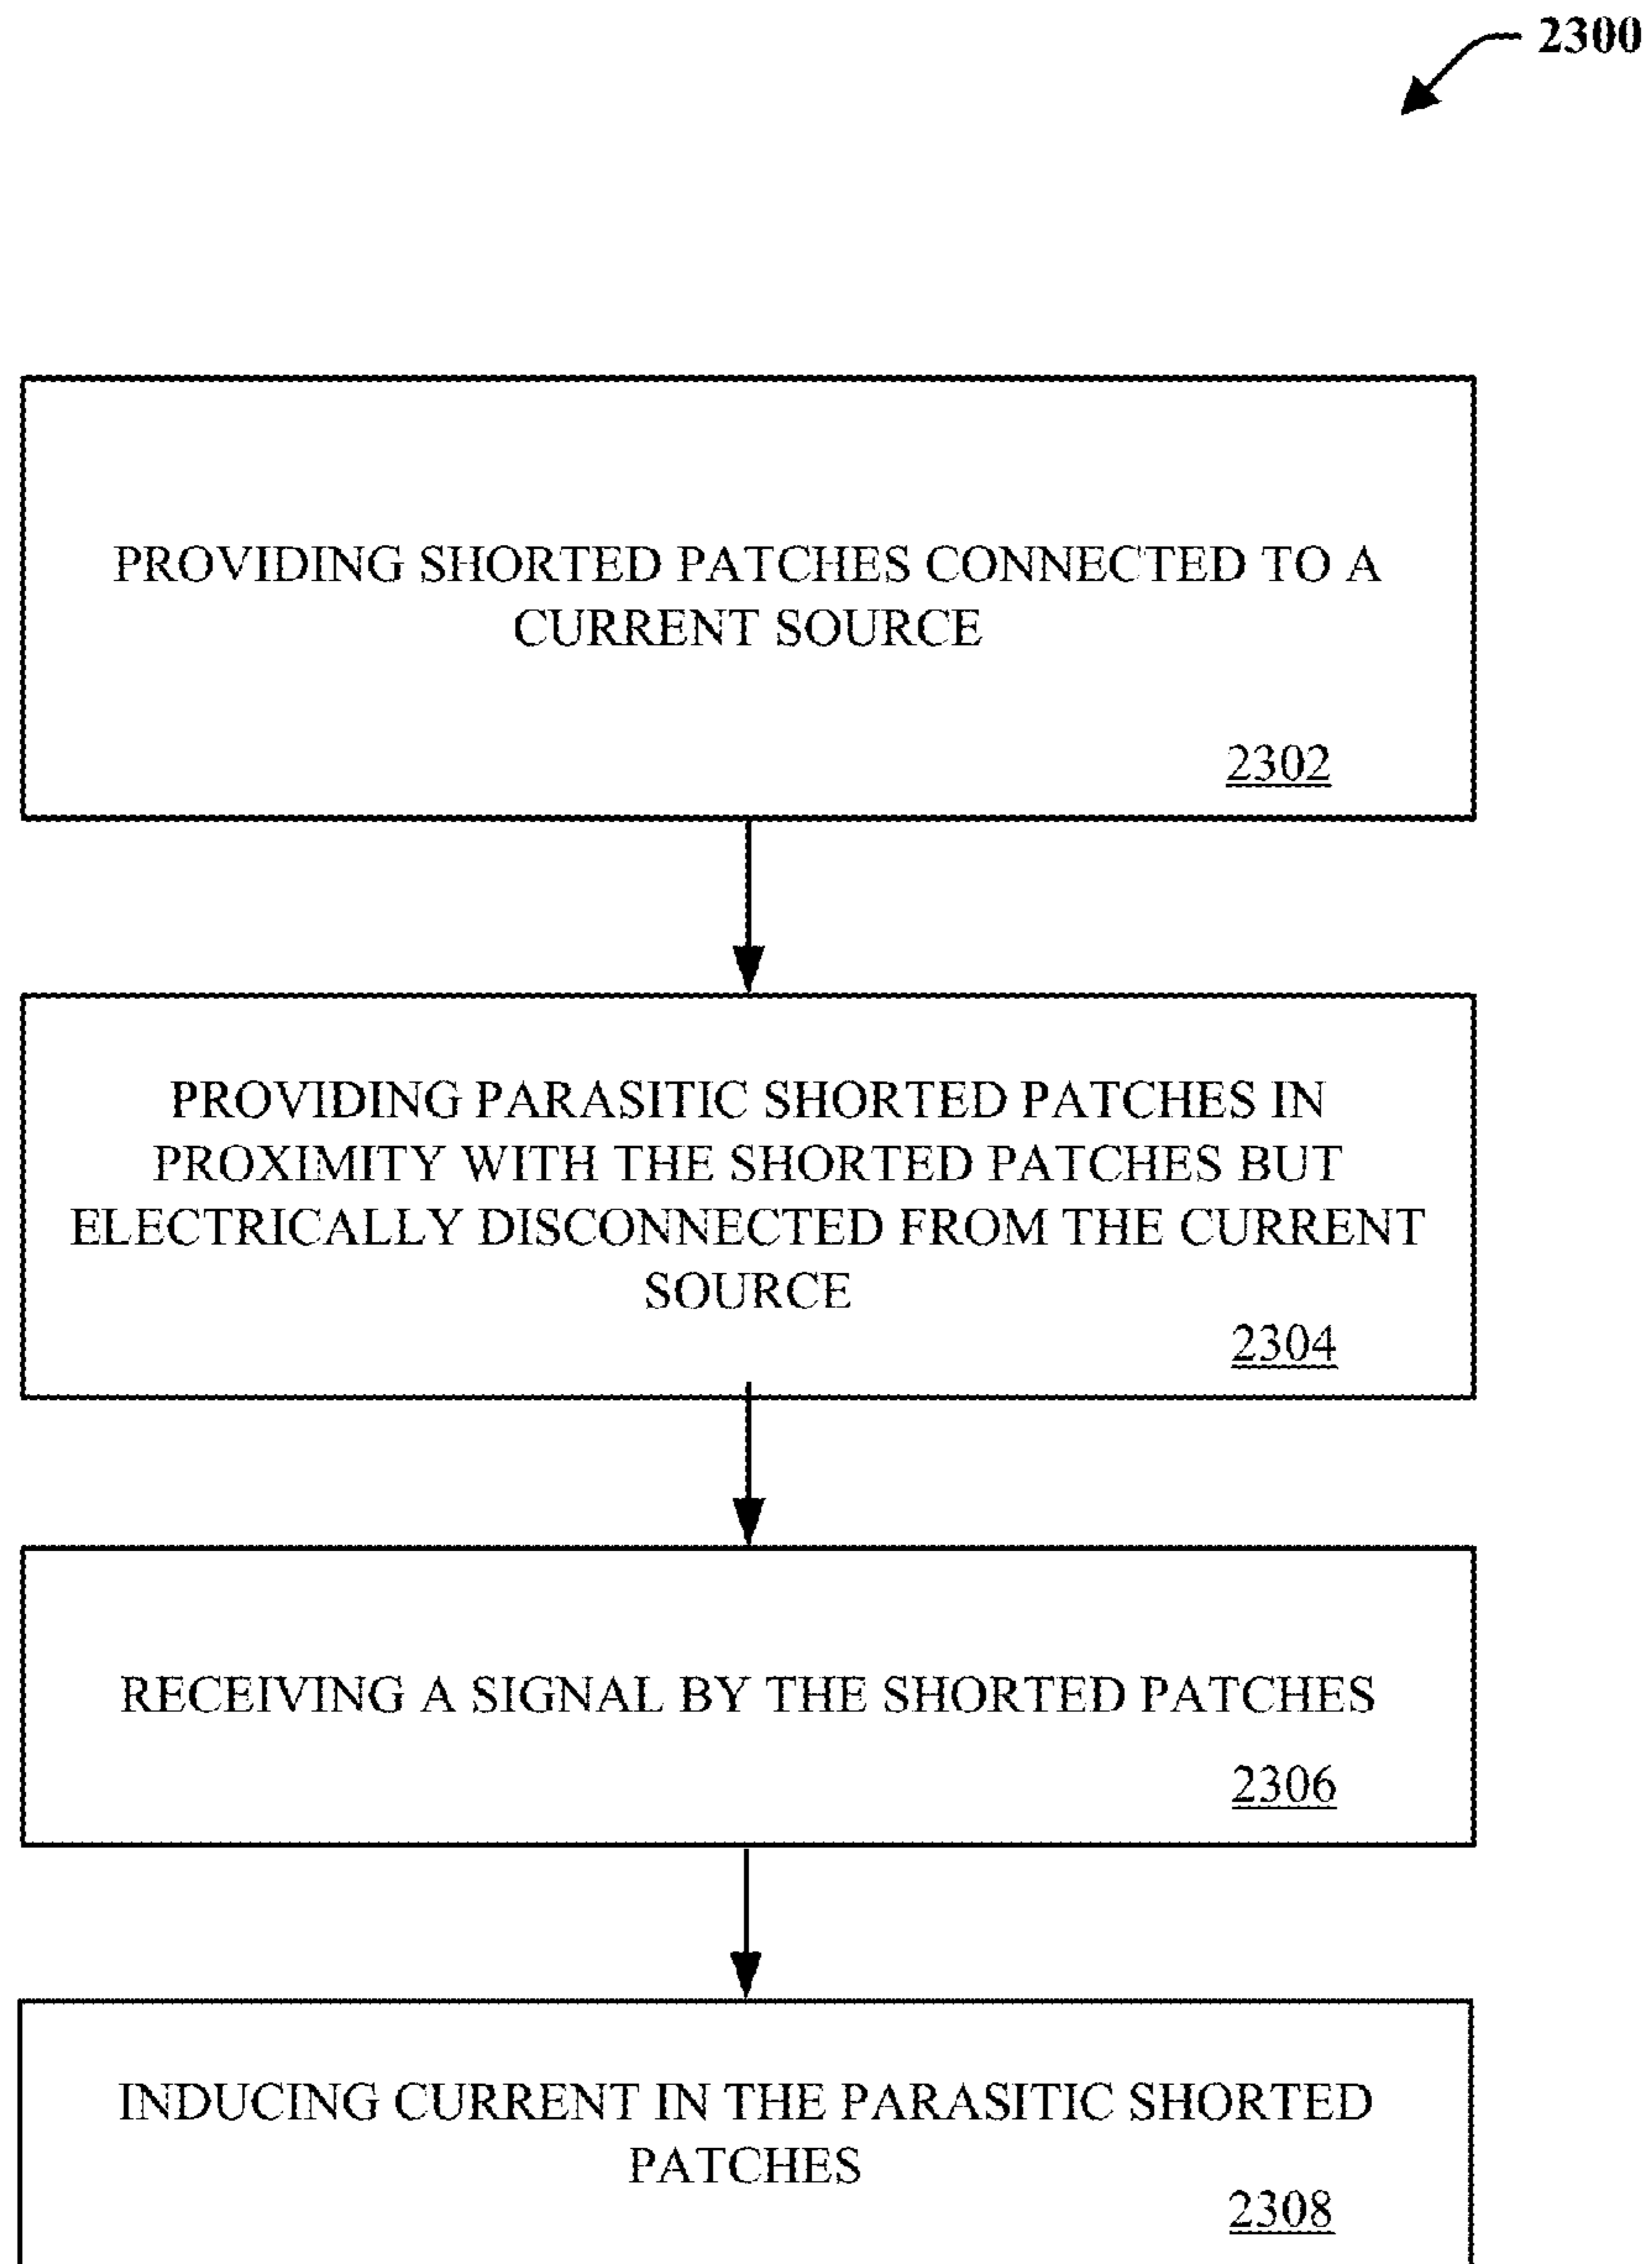 2300
PROVIDING SHORTED PATCHES CONNECTED TO A
CURRENT SOURCE
2302
PROVIDING PARASITIC SHORTED PATCHES IN
PROXIMITY WITH THE SHORTED PATCHES BUT
ELECTRICALLY DISCONNECTED FROM THE CURRENT
SOURCE
2304
RECEIVING A SIGNAL BY THE SHORTED PATCHES
2306
INDUCING CURRENT IN THE PARASITIC SHORTED
PATCHES
2308